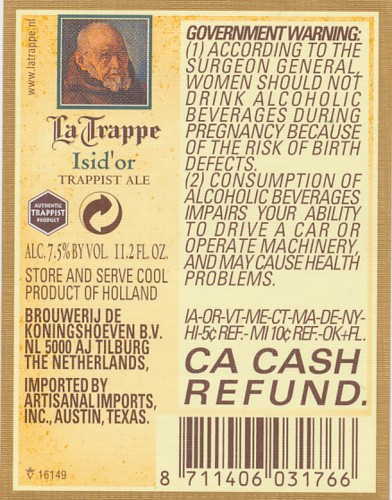 www.latrappe.nl
La Trappe
Isid'or
TRAPPIST ALE
AUTHENTIC
TRAPPIST
PRODUCT
ALC. 7.5% BY VOL. 11.2 FL. OZ.
STORE AND SERVE COOL
PRODUCT OF HOLLAND
BROUWERIJ DE
KONINGSHOEVEN B.V.
NL 5000 AJ TILBURG
THE NETHERLANDS,
IMPORTED BY
ARTISANAL IMPORTS,
INC., AUSTIN, TEXAS.
16149
GOVERNMENT WARNING:
(1) ACCORDING TO THE
SURGEON GENERAL,
WOMEN SHOULD NOT
DRINK ALCOHOLIC
BEVERAGES DURING
PREGNANCY BECAUSE
OF THE RISK OF BIRTH
DEFECTS.
(2) CONSUMPTION OF
ALCOHOLIC BEVERAGES
IMPAIRS YOUR ABILITY
TO DRIVE A CAR OR
OPERATE MACHINERY,
AND MAY CAUSE HEALTH
PROBLEMS.
IA-OR-VT-ME-CT-MA-DE-NY-
HI-5¢ REF.- MI 10¢ REF.-OK+FL.
CA CASH
REFUND.
8 711406 031766